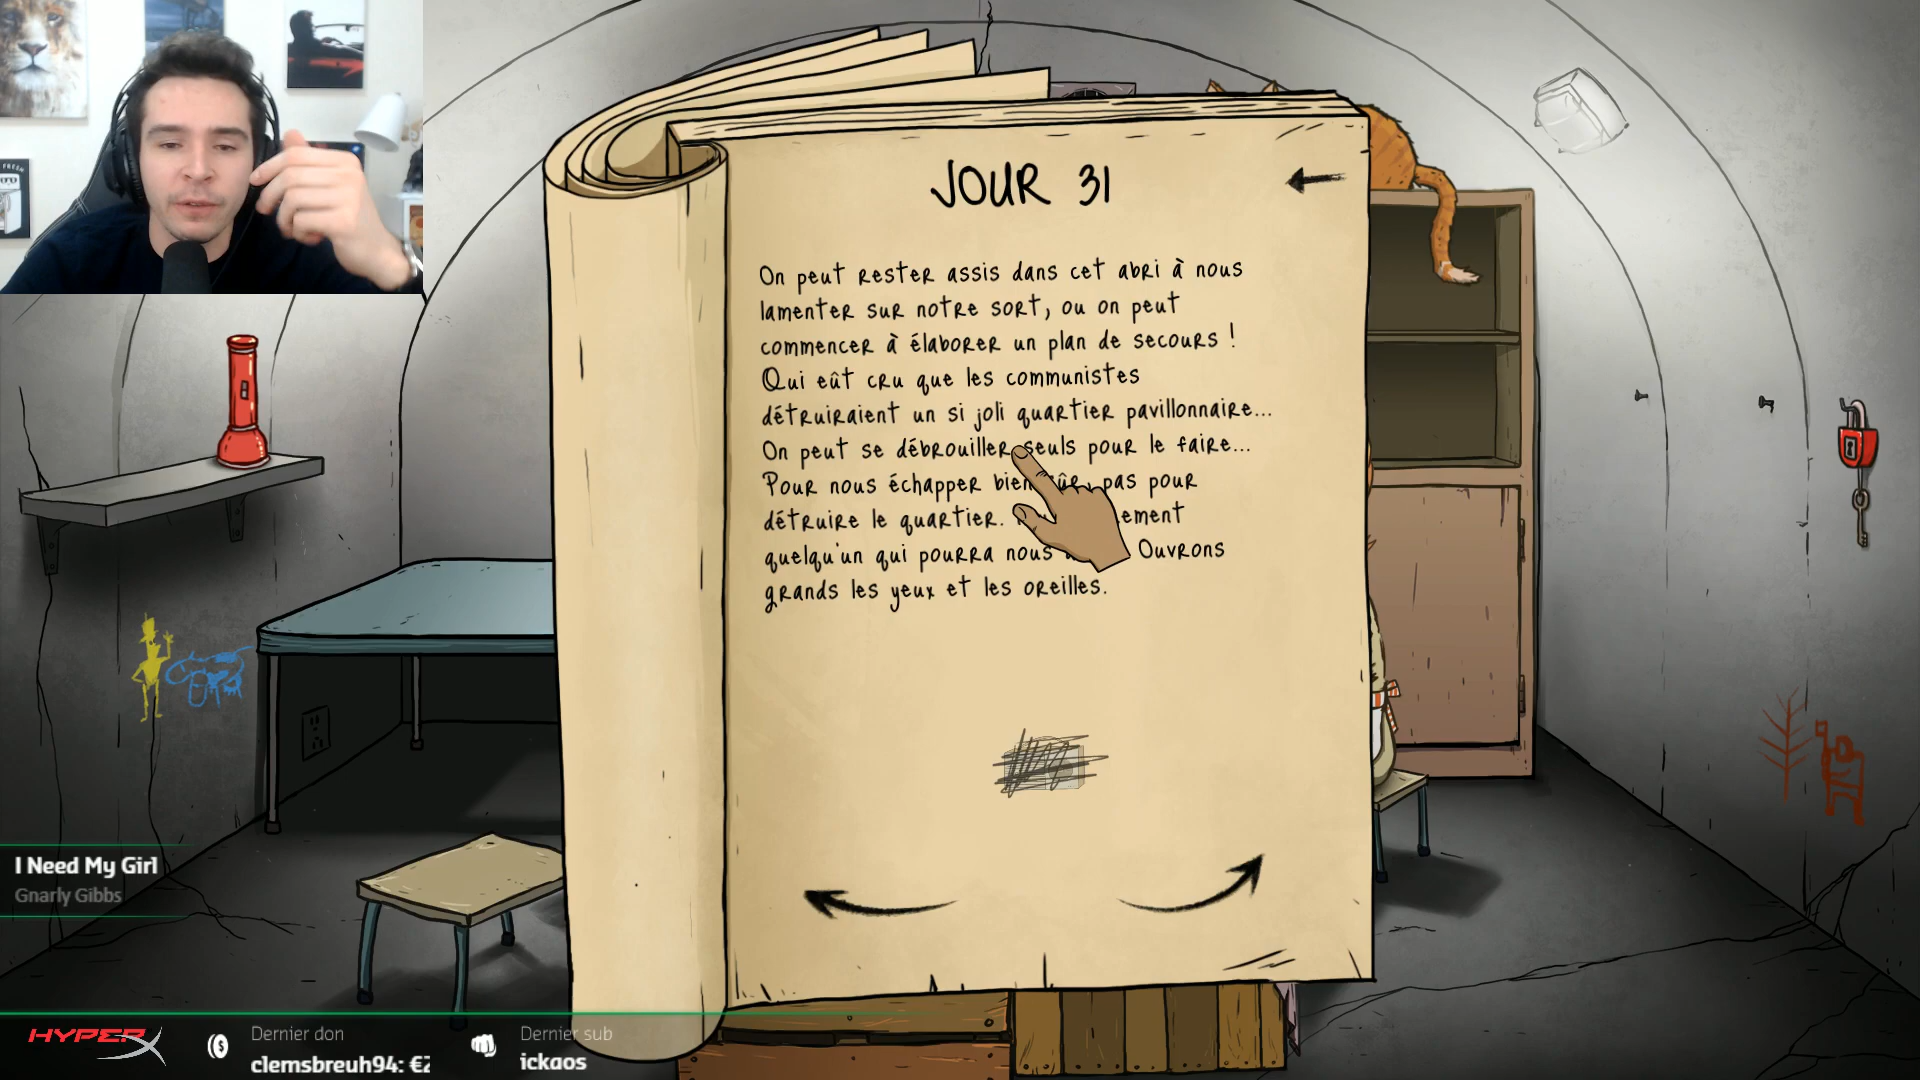 JOUR 31
On peut rester assis dans cet abri à nous
lamenter sur notre sort, ou on peut
commencer à élaborer un plan de secours !
Qui eût cru que les communistes
détruiraient un si joli quartier pavillonnaire...
On peut se débrouiller seuls pour le faire...
Pour nous échapper bien sûr, pas pour
détruire le quartier.
quelqu'un qui pourra nous Ouvrons
grands les yeux et les oreilles.
I Need My Girl
Gnarly Gibbs
HYPERX
Dernier don
clemsbreuh94: €2
Dernier sub
ickaos